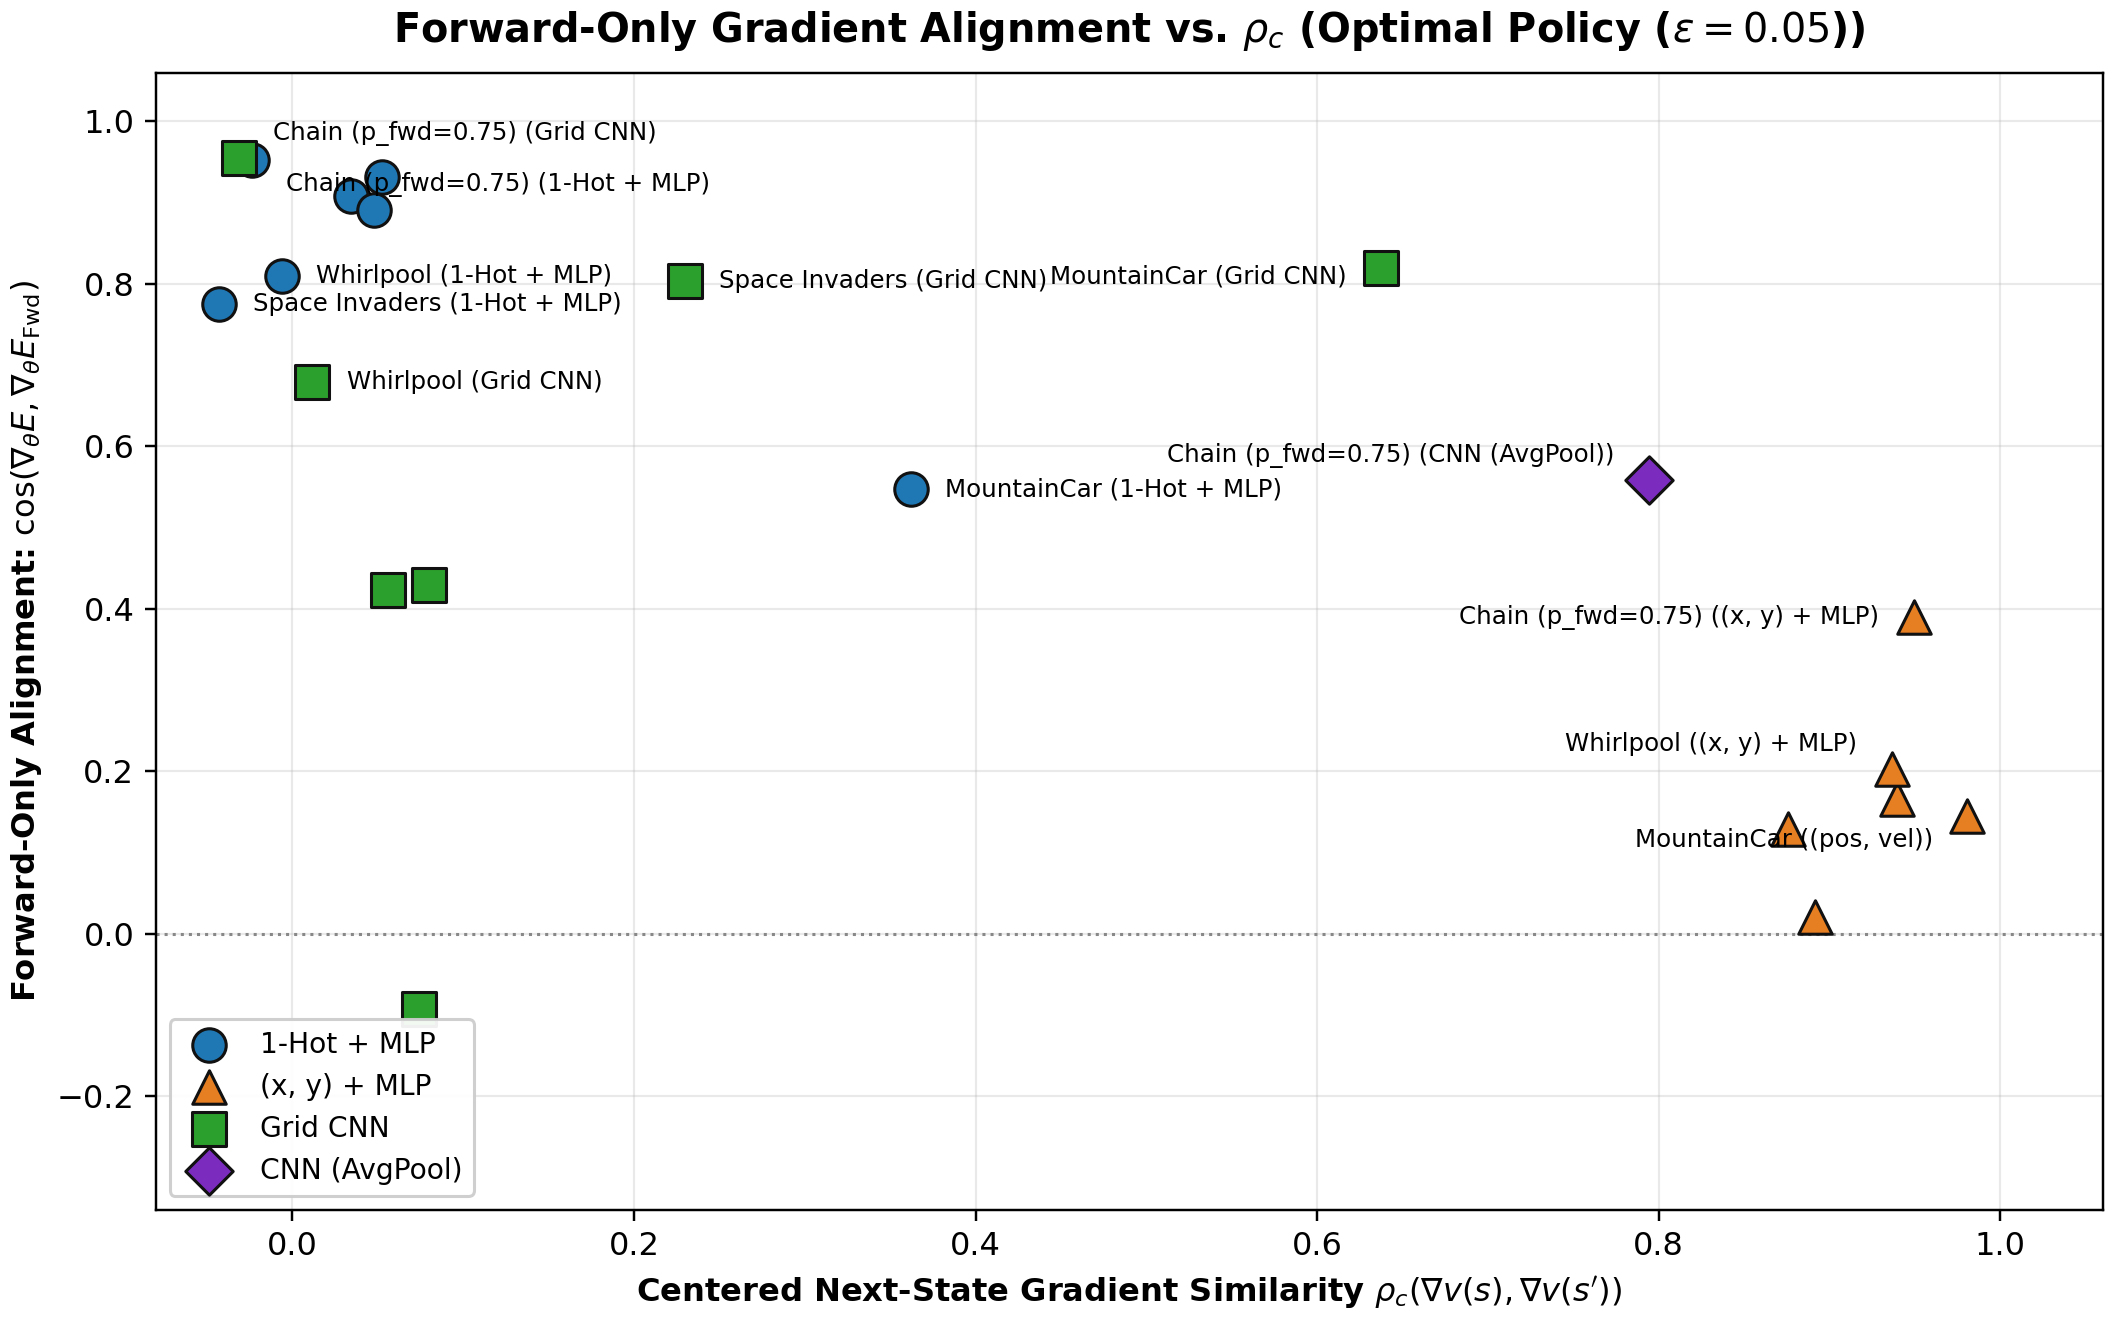 Forward-Only Gradient Alignment vs. ρ_c (Optimal Policy (ε = 0.05))
Forward-Only Alignment: cos(∇_θE, ∇_θE_Fwd)
1.0
0.8
0.6
0.4
0.2
0.0
−0.2
Chain (p_fwd=0.75) (Grid CNN)
Chain (p_fwd=0.75) (1-Hot + MLP)
Whirlpool (1-Hot + MLP)
Space Invaders (Grid CNN)
MountainCar (Grid CNN)
Space Invaders (1-Hot + MLP)
Whirlpool (Grid CNN)
Chain (p_fwd=0.75) (CNN (AvgPool))
MountainCar (1-Hot + MLP)
Chain (p_fwd=0.75) ((x, y) + MLP)
Whirlpool ((x, y) + MLP)
MountainCar ((pos, vel))
1-Hot + MLP
(x, y) + MLP
Grid CNN
CNN (AvgPool)
0.0 0.2 0.4 0.6 0.8 1.0
Centered Next-State Gradient Similarity ρ_c(∇v(s), ∇v(s′))